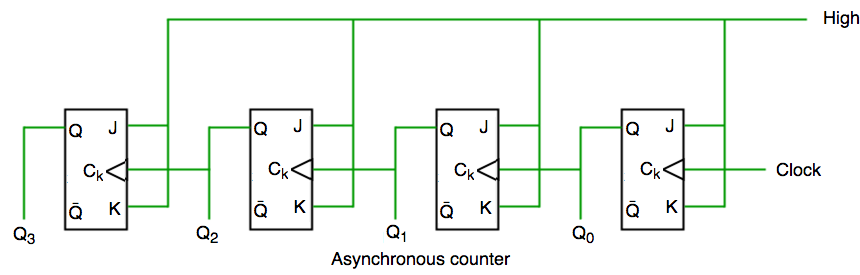 High
Q J Q J Q J Q J
Ck Ck Ck Ck Clock
Q̄ K Q̄ K Q̄ K Q̄ K
Q3 Q2 Q1 Q0
Asynchronous counter